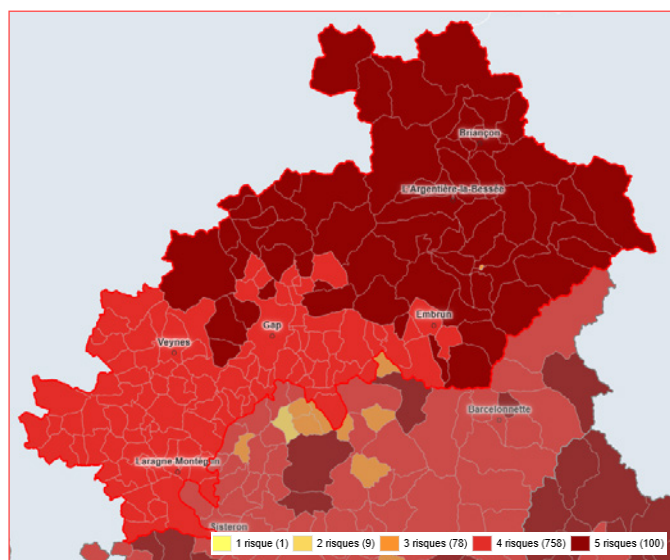 Briançon
L'Argentière-la-Bessée
Embrun
Gap
Veynes
Barcelonnette
Laragne Montéglin
Sisteron
1 risque (1) 2 risques (9) 3 risques (78) 4 risques (758) 5 risques (100)